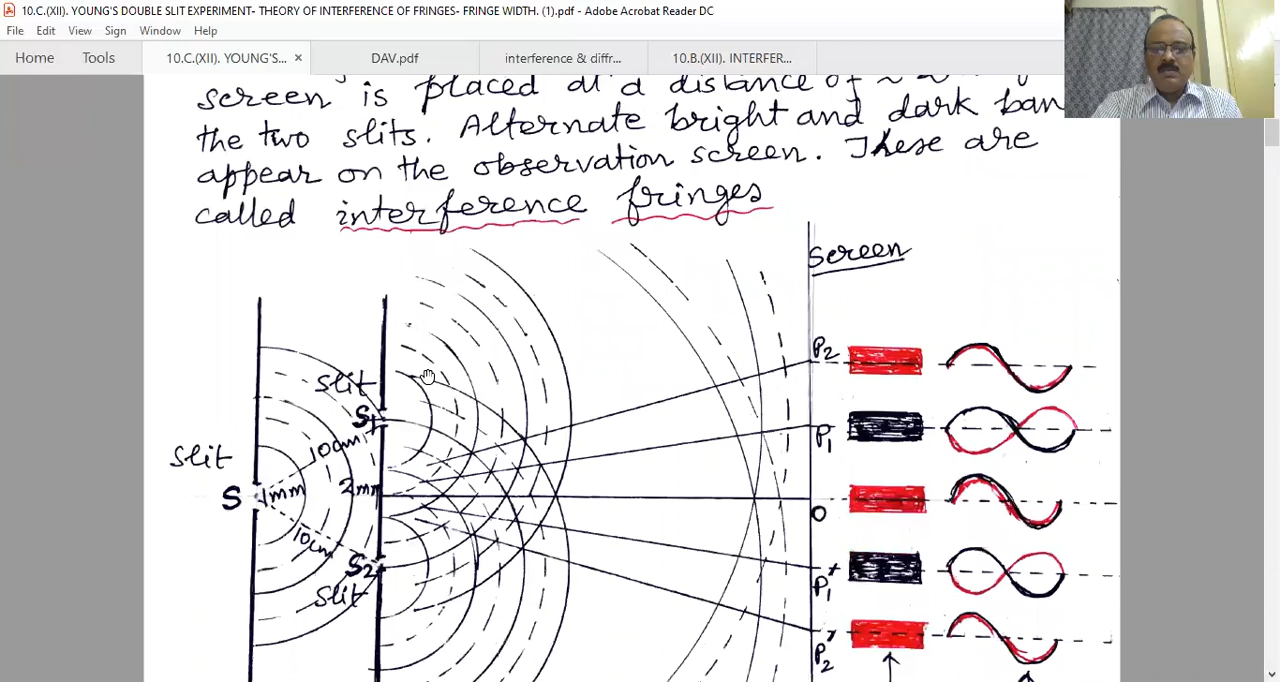 10.C.(XII). YOUNG'S DOUBLE SLIT EXPERIMENT- THEORY OF INTERFERENCE OF FRINGES- FRINGE WIDTH. (1).pdf - Adobe Acrobat Reader DC
File Edit View Sign Window Help
Home Tools 10.C.(XII). YOUNG'S... × DAV.pdf interference & diffr... 10.B.(XII). INTERFER...
screen is placed at a distance of
the two slits. Alternate bright and dark ban
appear on the observation screen. These are
called interference fringes
Screen
P2
slit
S1
P1
slit
10cm
S
1mm
2mm
O
10cm
S2
P1'
slit
P2'